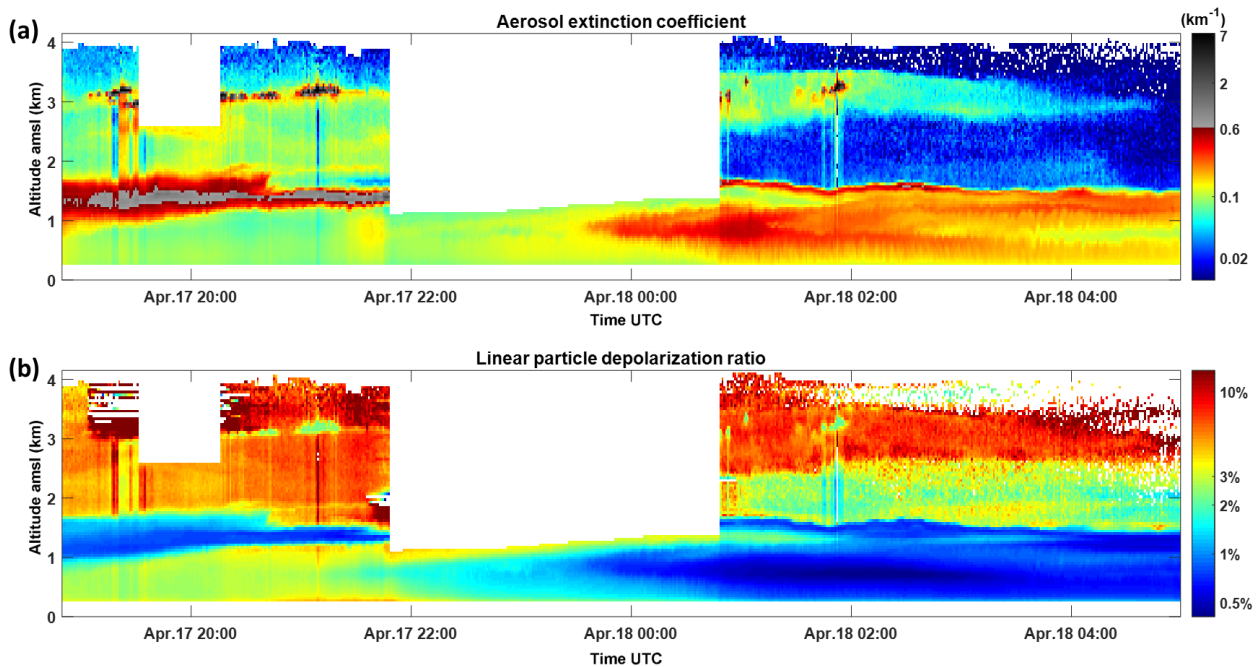 (a)
Aerosol extinction coefficient
(km⁻¹)
Altitude amsl (km)
4
3
2
1
0
7
2
0.6
0.1
0.02
Apr.17 20:00
Apr.17 22:00
Apr.18 00:00
Apr.18 02:00
Apr.18 04:00
Time UTC
(b)
Linear particle depolarization ratio
Altitude amsl (km)
4
3
2
1
0
10%
3%
2%
1%
0.5%
Apr.17 20:00
Apr.17 22:00
Apr.18 00:00
Apr.18 02:00
Apr.18 04:00
Time UTC